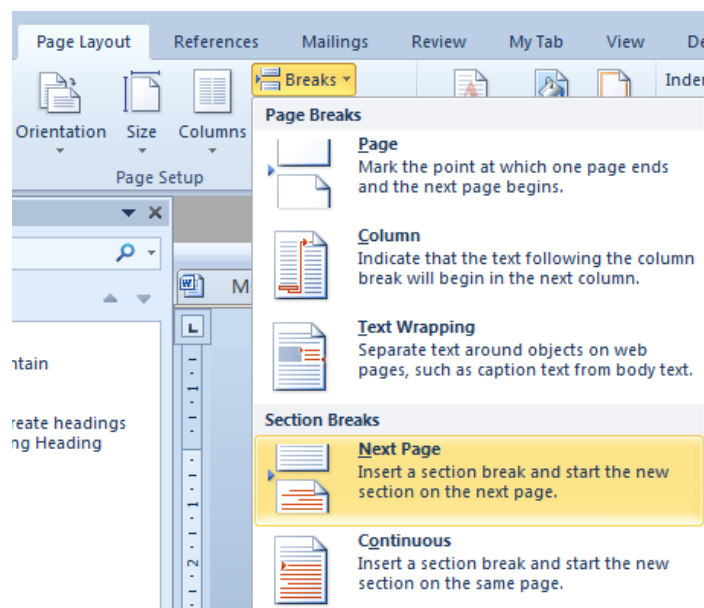 Page Layout References Mailings Review My Tab View De
Breaks
Inder
Orientation Size Columns
Page Setup
Page Breaks
Page
Mark the point at which one page ends
and the next page begins.
Column
Indicate that the text following the column
break will begin in the next column.
M
L
Text Wrapping
Separate text around objects on web
pages, such as caption text from body text.
ntain
reate headings
ng Heading
1
1
2
Section Breaks
Next Page
Insert a section break and start the new
section on the next page.
Continuous
Insert a section break and start the new
section on the same page.